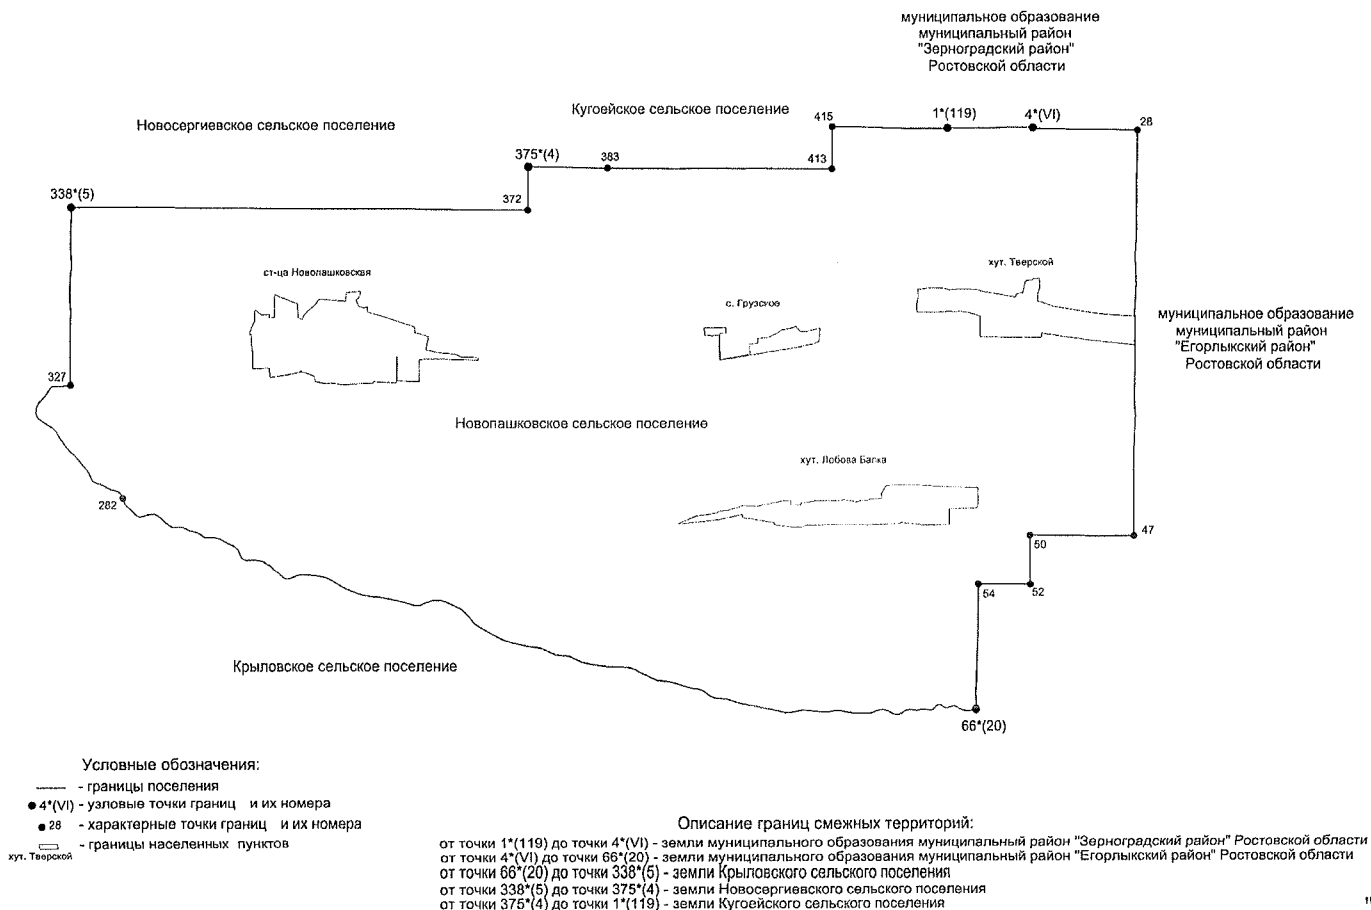 муниципальное образование
муниципальный район
"Зерноградский район"
Ростовской области
Кугоейское сельское поселение
Новосергиевское сельское поселение
415
1*(119)
4*(VI)
28
375*(4)
383
413
338*(5)
372
ст-ца Новопашковская
хут. Тверской
с. Грузское
муниципальное образование
муниципальный район
"Егорлыкский район"
Ростовской области
327
Новопашковское сельское поселение
хут. Лобова Балка
282
47
50
54
52
Крыловское сельское поселение
66*(20)
Условные обозначения:
- границы поселения
4*(VI) - узловые точки границ и их номера
28 - характерные точки границ и их номера
- границы населенных пунктов
хут. Тверской
Описание границ смежных территорий:
от точки 1*(119) до точки 4*(VI) - земли муниципального образования муниципальный район "Зерноградский район" Ростовской области
от точки 4*(VI) до точки 66*(20) - земли муниципального образования муниципальный район "Егорлыкский район" Ростовской области
от точки 66*(20) до точки 338*(5) - земли Крыловского сельского поселения
от точки 338*(5) до точки 375*(4) - земли Новосергиевского сельского поселения
от точки 375*(4) до точки 1*(119) - земли Кугоейского сельского поселения